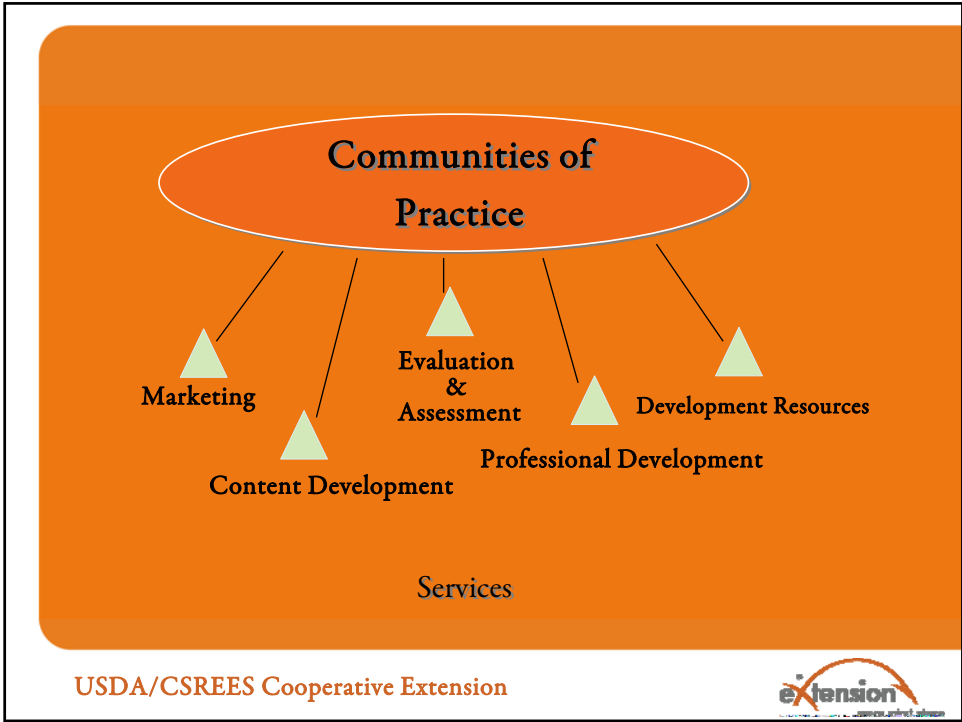 Communities of
Practice
Marketing
Evaluation
&
Assessment
Development Resources
Professional Development
Content Development
Services
USDA/CSREES Cooperative Extension
eXtension